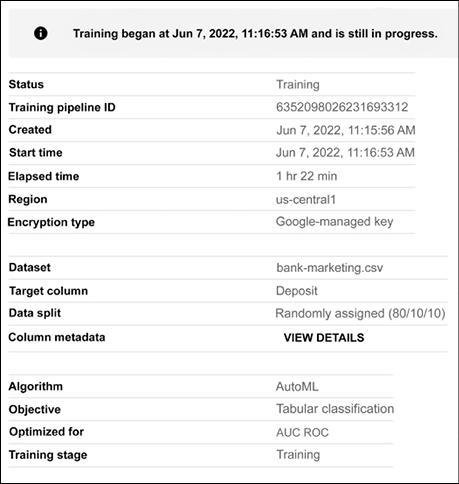 Training began at Jun 7, 2022, 11:16:53 AM and is still in progress.
Status Training
Training pipeline ID 6352098026231693312
Created Jun 7, 2022, 11:15:56 AM
Start time Jun 7, 2022, 11:16:53 AM
Elapsed time 1 hr 22 min
Region us-central1
Encryption type Google-managed key
Dataset bank-marketing.csv
Target column Deposit
Data split Randomly assigned (80/10/10)
Column metadata VIEW DETAILS
Algorithm AutoML
Objective Tabular classification
Optimized for AUC ROC
Training stage Training